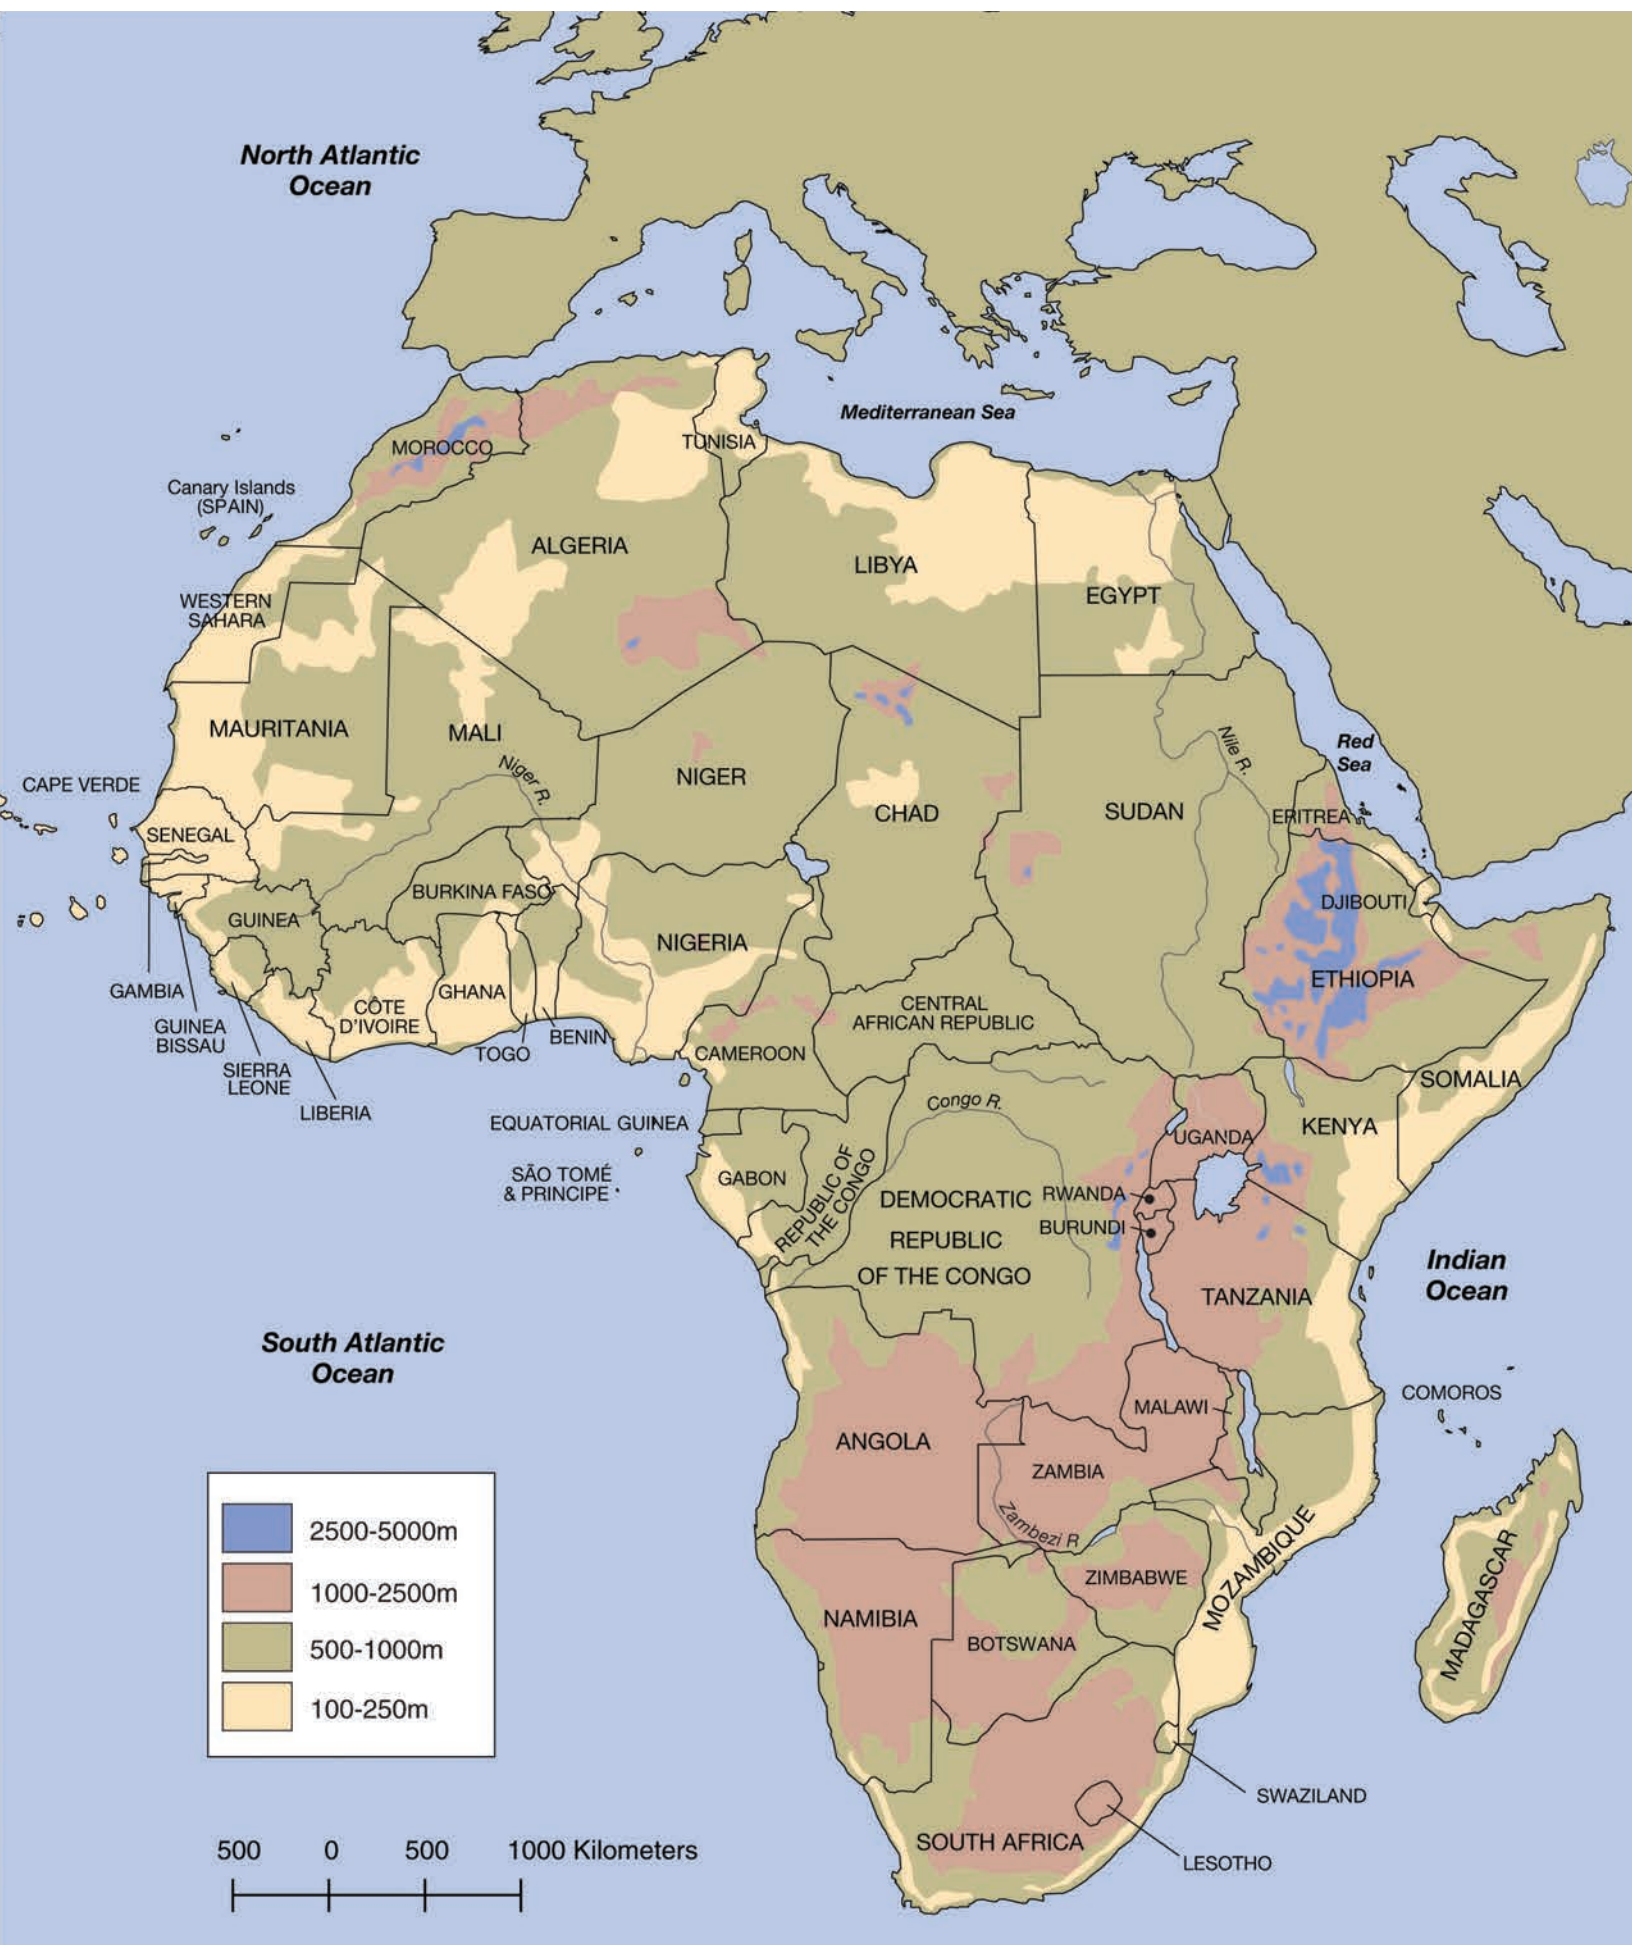 North Atlantic
Ocean
Mediterranean Sea
MOROCCO
TUNISIA
Canary Islands
(SPAIN)
ALGERIA
LIBYA
EGYPT
WESTERN
SAHARA
MAURITANIA
MALI
Niger R.
NIGER
CHAD
SUDAN
Nile R.
Red
Sea
CAPE VERDE
SENEGAL
ERITREA
BURKINA FASO
DJIBOUTI
GUINEA
NIGERIA
ETHIOPIA
GAMBIA
GHANA
CÔTE
D'IVOIRE
CENTRAL
AFRICAN REPUBLIC
GUINEA
BISSAU
BENIN
TOGO
CAMEROON
SIERRA
LEONE
SOMALIA
LIBERIA
Congo R.
EQUATORIAL GUINEA
KENYA
UGANDA
SÃO TOMÉ
& PRINCIPE
GABON
REPUBLIC OF
THE CONGO
DEMOCRATIC
REPUBLIC
OF THE CONGO
RWANDA
BURUNDI
TANZANIA
Indian
Ocean
South Atlantic
Ocean
COMOROS
MALAWI
ANGOLA
ZAMBIA
Zambezi R
MOZAMBIQUE
ZIMBABWE
MADAGASCAR
NAMIBIA
BOTSWANA
SWAZILAND
SOUTH AFRICA
LESOTHO
2500-5000m
1000-2500m
500-1000m
100-250m
500 0 500 1000 Kilometers